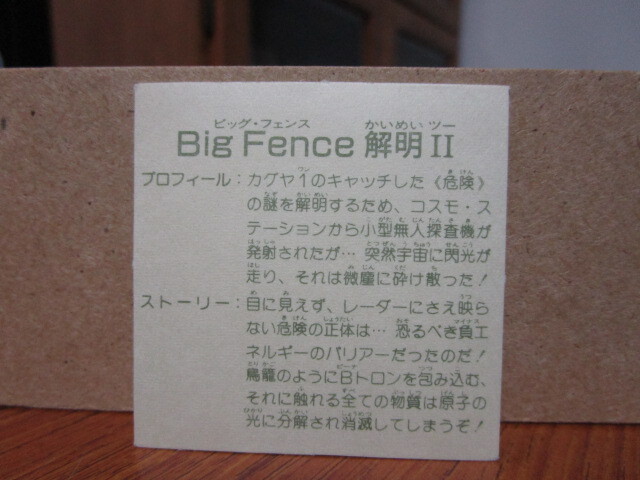 ビッグ・フェンス かいめい ツー
Big Fence 解明 II
プロフィール：カグヤ1のキャッチした《危険》
の謎を解明するため、コスモ・ス
テーションから小型無人探査機が
発射されたが… 突然宇宙に閃光が
走り、それは微塵に砕け散った！
ストーリー：目に見えず、レーダーにさえ映ら
ない危険の正体は… 恐るべき負エ
ネルギーのバリアーだったのだ！
鳥籠のようにBトロンを包み込む、
それに触れる全ての物質は原子の
光に分解され消滅してしまうぞ！